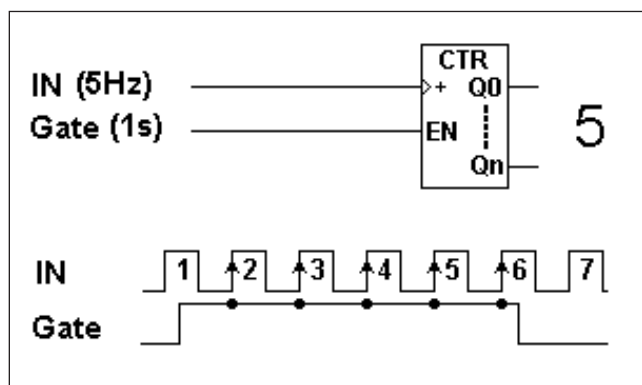 CTR
IN (5Hz)
+ Q0
Gate (1s)
EN
5
Qn
IN 1 2 3 4 5 6 7
Gate